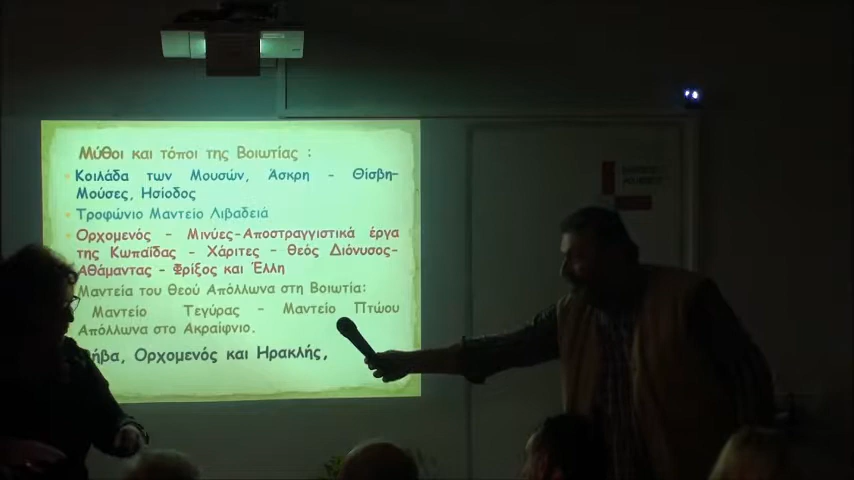 Μύθοι και τόποι της Βοιωτίας :
Κοιλάδα των Μουσών, Άσκρη - Θίσβη-
Μούσες, Ησίοδος
Τροφώνιο Μαντείο Λιβαδειά
Ορχομενός - Μινύες-Αποστραγγιστικά έργα
της Κωπαΐδας - Χάριτες - θεός Διόνυσος-
Αθάμαντας - Φρίξος και Έλλη
Μαντεία του Θεού Απόλλωνα στη Βοιωτία:
Μαντείο Τεγύρας - Μαντείο Πτώου
Απόλλωνα στο Ακραίφνιο.
Ορχομενός και Ηρακλής,